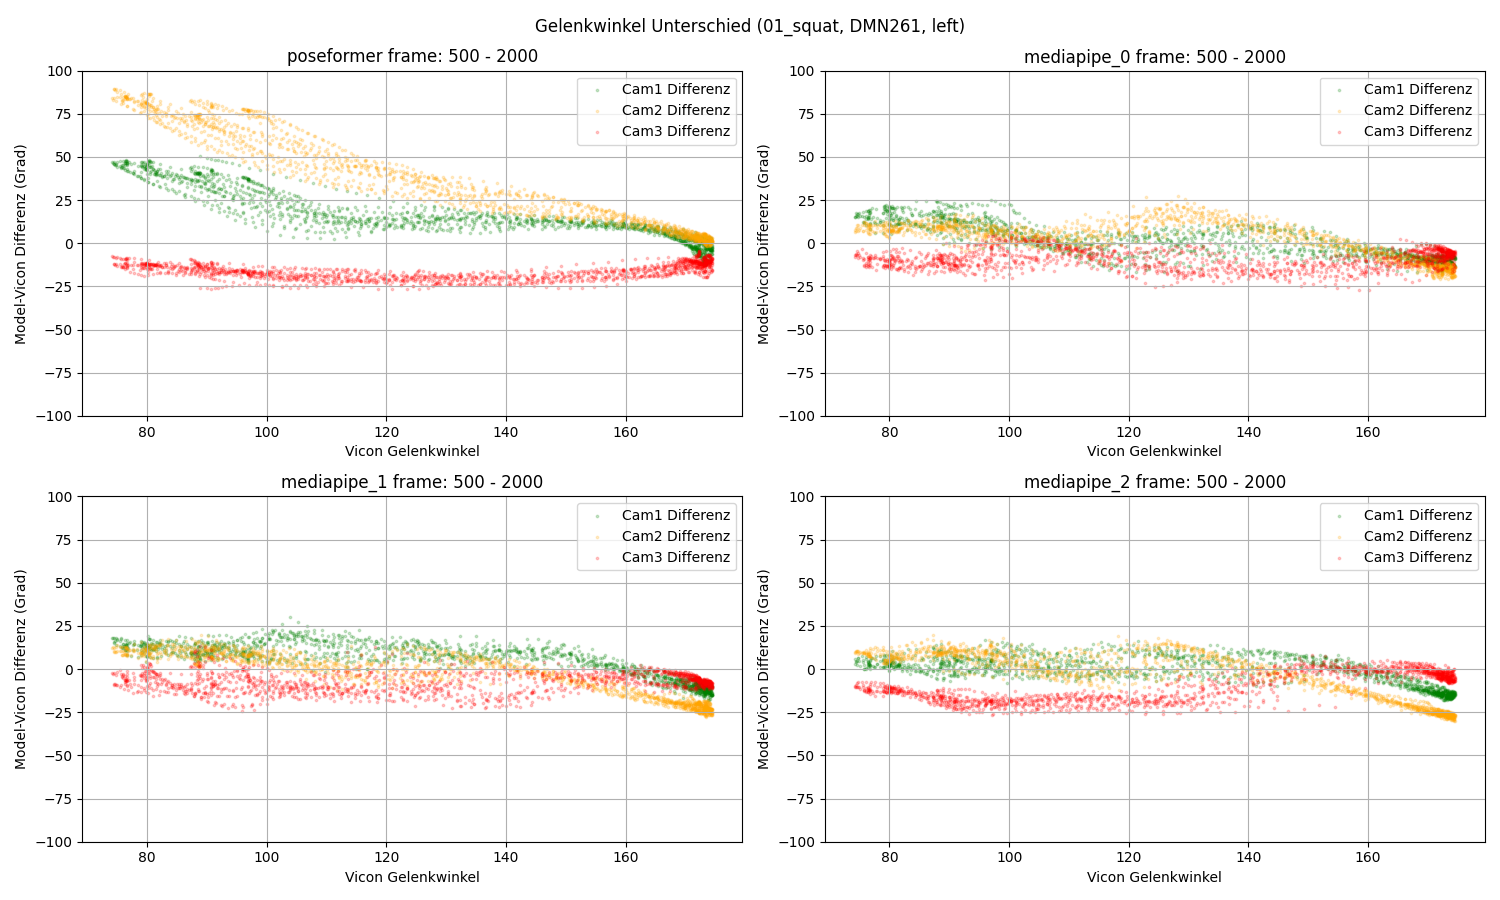 Gelenkwinkel Unterschied (01_squat, DMN261, left)
poseformer frame: 500 - 2000
100
75
50
25
0
−25
−50
−75
−100
Model-Vicon Differenz (Grad)
Cam1 Differenz
Cam2 Differenz
Cam3 Differenz
80 100 120 140 160
Vicon Gelenkwinkel
mediapipe_0 frame: 500 - 2000
100
75
50
25
0
−25
−50
−75
−100
Model-Vicon Differenz (Grad)
Cam1 Differenz
Cam2 Differenz
Cam3 Differenz
80 100 120 140 160
Vicon Gelenkwinkel
mediapipe_1 frame: 500 - 2000
100
75
50
25
0
−25
−50
−75
−100
Model-Vicon Differenz (Grad)
Cam1 Differenz
Cam2 Differenz
Cam3 Differenz
80 100 120 140 160
Vicon Gelenkwinkel
mediapipe_2 frame: 500 - 2000
100
75
50
25
0
−25
−50
−75
−100
Model-Vicon Differenz (Grad)
Cam1 Differenz
Cam2 Differenz
Cam3 Differenz
80 100 120 140 160
Vicon Gelenkwinkel